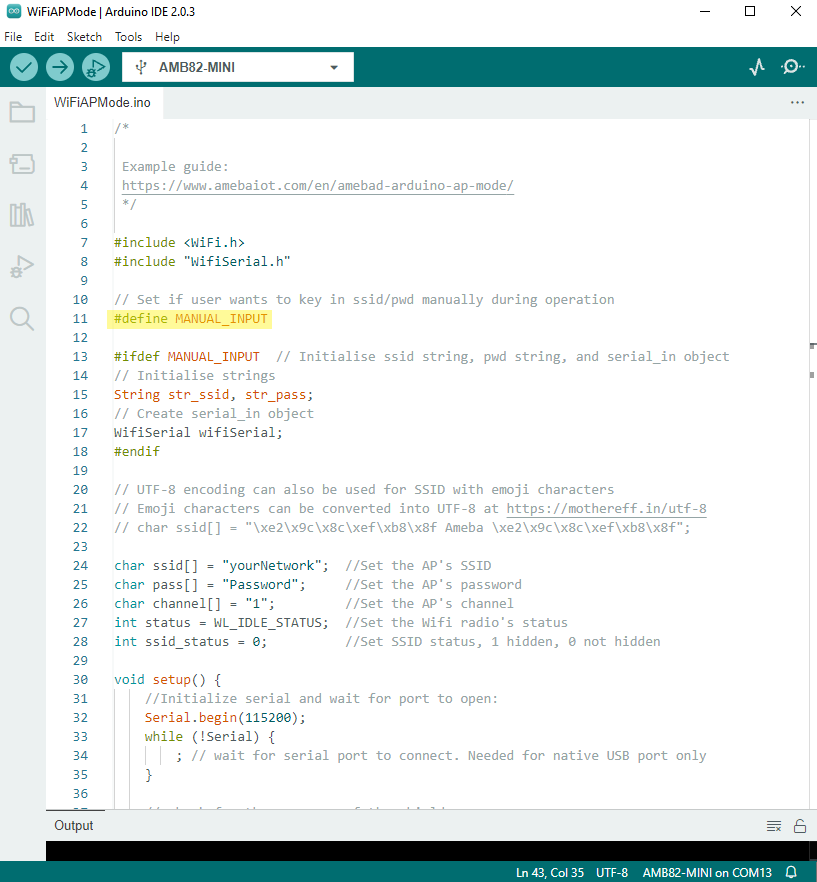 WiFiAPMode | Arduino IDE 2.0.3
File Edit Sketch Tools Help
AMB82-MINI
WiFiAPMode.ino
1 /*
2
3 Example guide:
4 https://www.amebaiot.com/en/amebad-arduino-ap-mode/
5 */
6
7 #include <WiFi.h>
8 #include "WifiSerial.h"
9
10 // Set if user wants to key in ssid/pwd manually during operation
11 #define MANUAL_INPUT
12
13 #ifdef MANUAL_INPUT // Initialise ssid string, pwd string, and serial_in object
14 // Initialise strings
15 String str_ssid, str_pass;
16 // Create serial_in object
17 WifiSerial wifiSerial;
18 #endif
19
20 // UTF-8 encoding can also be used for SSID with emoji characters
21 // Emoji characters can be converted into UTF-8 at https://mothereff.in/utf-8
22 // char ssid[] = "\xe2\x9c\x8c\xef\xb8\x8f Ameba \xe2\x9c\x8c\xef\xb8\x8f";
23
24 char ssid[] = "yourNetwork"; //Set the AP's SSID
25 char pass[] = "Password"; //Set the AP's password
26 char channel[] = "1"; //Set the AP's channel
27 int status = WL_IDLE_STATUS; //Set the Wifi radio's status
28 int ssid_status = 0; //Set SSID status, 1 hidden, 0 not hidden
29
30 void setup() {
31 //Initialize serial and wait for port to open:
32 Serial.begin(115200);
33 while (!Serial) {
34 ; // wait for serial port to connect. Needed for native USB port only
35 }
36
Output
Ln 43, Col 35 UTF-8 AMB82-MINI on COM13